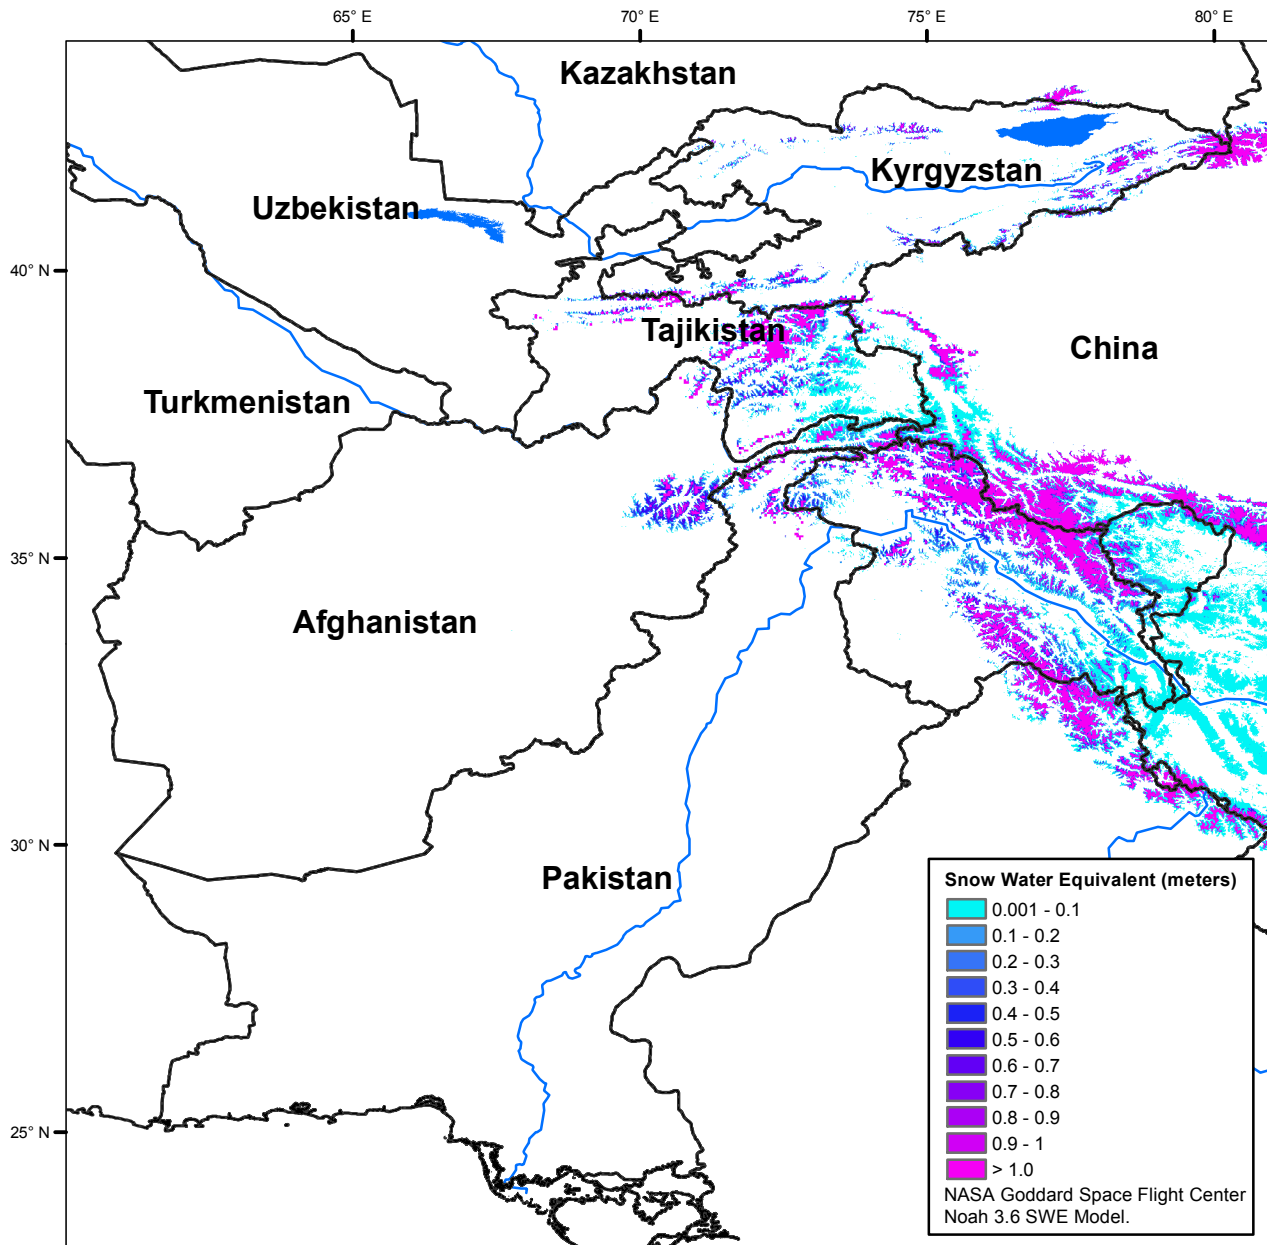 65° E
70° E
75° E
80° E
Kazakhstan
Kyrgyzstan
Uzbekistan
40° N
Tajikistan
China
Turkmenistan
35° N
Afghanistan
30° N
Pakistan
Snow Water Equivalent (meters)
0.001 - 0.1
0.1 - 0.2
0.2 - 0.3
0.3 - 0.4
0.4 - 0.5
0.5 - 0.6
0.6 - 0.7
0.7 - 0.8
0.8 - 0.9
0.9 - 1
> 1.0
NASA Goddard Space Flight Center
Noah 3.6 SWE Model.
25° N